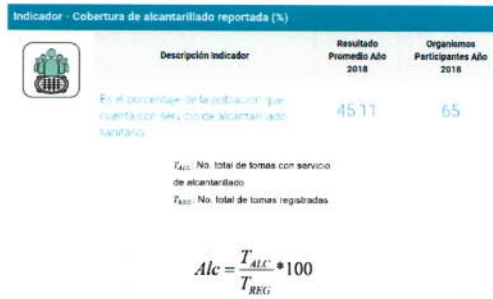 Indicador - Cobertura de alcantarillado reportada (%)
Descripción Indicador
Resultado Promedio Año 2018
Organismos Participantes Año 2018
Es el porcentaje de la población que
cuenta con servicio de alcantarillado
sanitario.
45.11
65
T_ALC: No. total de tomas con servicio
de alcantarillado
T_REG: No. total de tomas registradas
Alc = T_ALC / T_REG * 100